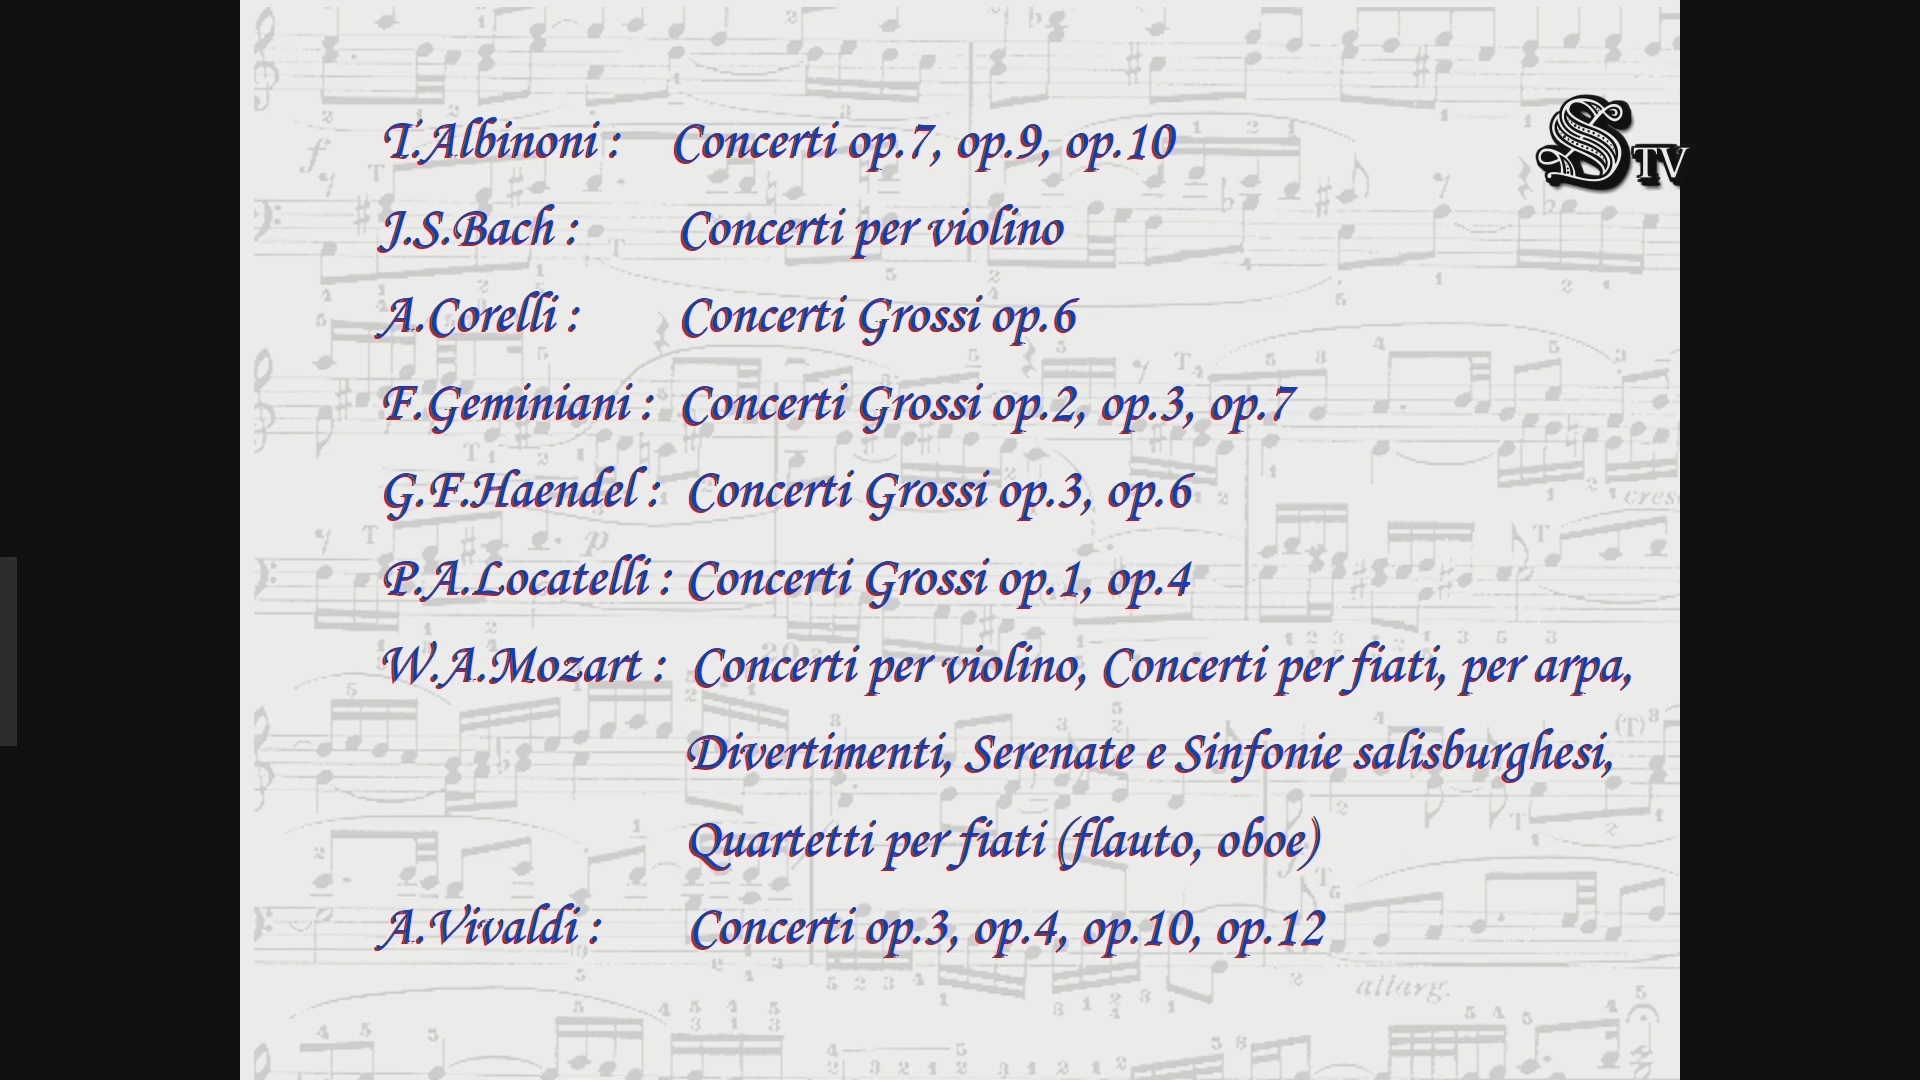 T.Albinoni : Concerti op.7, op.9, op.10
S TV
J.S.Bach : Concerti per violino
A.Corelli : Concerti Grossi op.6
F.Geminiani : Concerti Grossi op.2, op.3, op.7
G.F.Haendel : Concerti Grossi op.3, op.6
P.A.Locatelli : Concerti Grossi op.1, op.4
W.A.Mozart : Concerti per violino, Concerti per fiati, per arpa,
Divertimenti, Serenate e Sinfonie salisburghesi,
Quartetti per fiati (flauto, oboe)
A.Vivaldi : Concerti op.3, op.4, op.10, op.12
allarg.